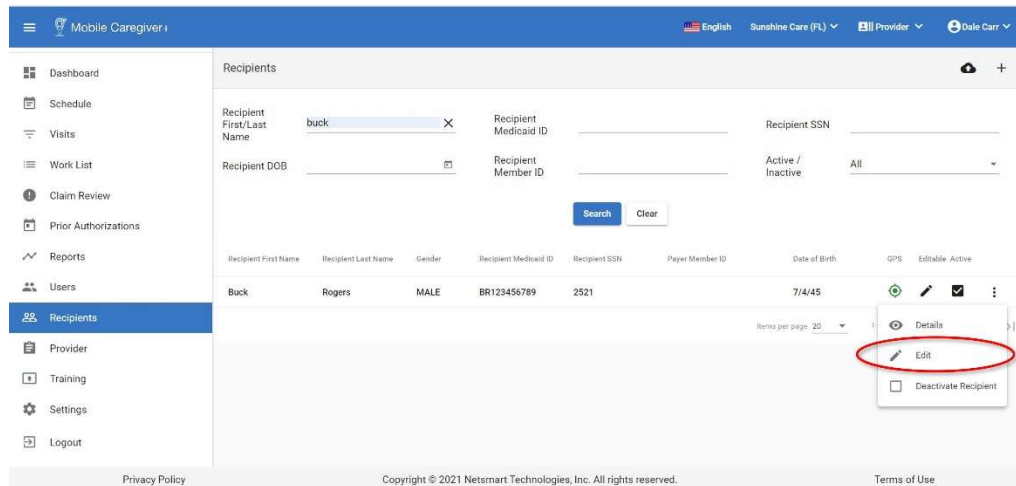 Mobile Caregiver+ English Sunshine Care (FL) Provider Dale Carr
Dashboard
Schedule
Visits
Work List
Claim Review
Prior Authorizations
Reports
Users
Recipients
Provider
Training
Settings
Logout
Recipients
Recipient First/Last Name
buck
Recipient Medicaid ID
Recipient SSN
Recipient DOB
Recipient Member ID
Active / Inactive
All
Search Clear
Recipient First Name Recipient Last Name Gender Recipient Medicaid ID Recipient SSN Payer Member ID Date of Birth GPS Editable Active
Buck Rogers MALE BR123456789 2521 7/4/45
Items per page 20
Details
Edit
Deactivate Recipient
Privacy Policy Copyright © 2021 Netsmart Technologies, Inc. All rights reserved. Terms of Use